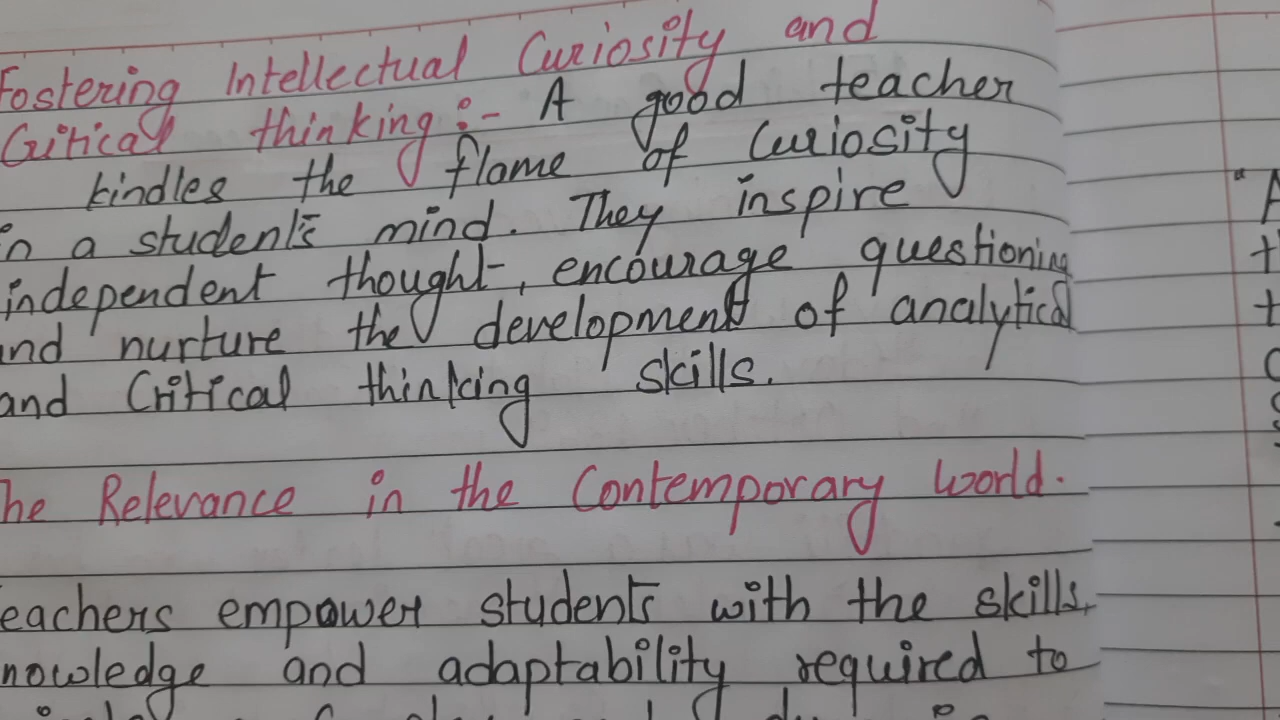 Fostering Intellectual Curiosity and
Critical thinking :- A good teacher
kindles the flame of Curiosity
in a student's mind. They inspire
independent thought, encourage questioning
and nurture the development of analytical
and Critical thinking skills.
The Relevance in the Contemporary World.
Teachers empower students with the skills,
knowledge and adaptability required to